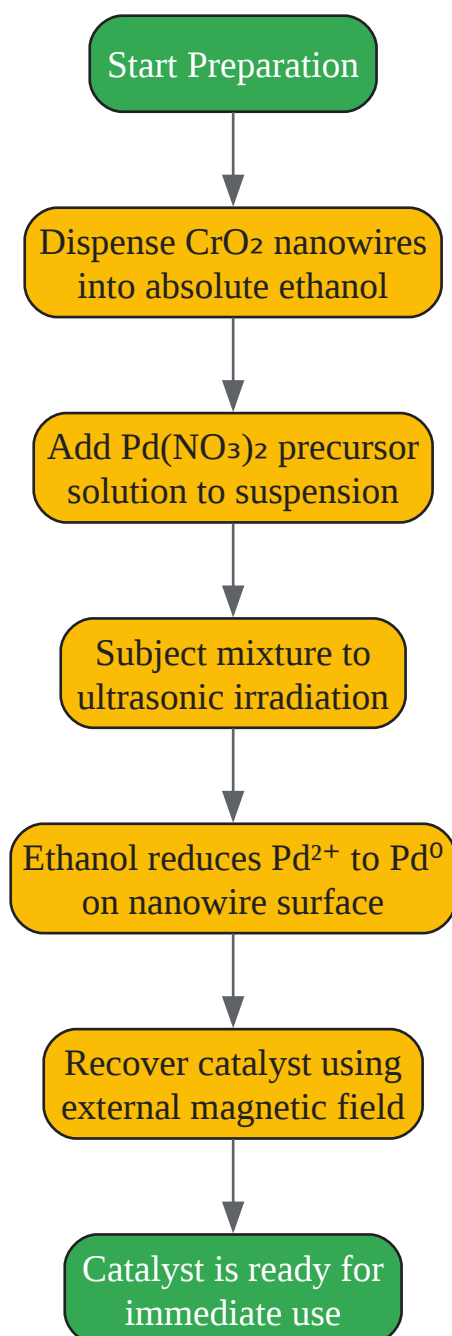 Start Preparation
Dispense CrO₂ nanowires
into absolute ethanol
Add Pd(NO₃)₂ precursor
solution to suspension
Subject mixture to
ultrasonic irradiation
Ethanol reduces Pd²⁺ to Pd⁰
on nanowire surface
Recover catalyst using
external magnetic field
Catalyst is ready for
immediate use